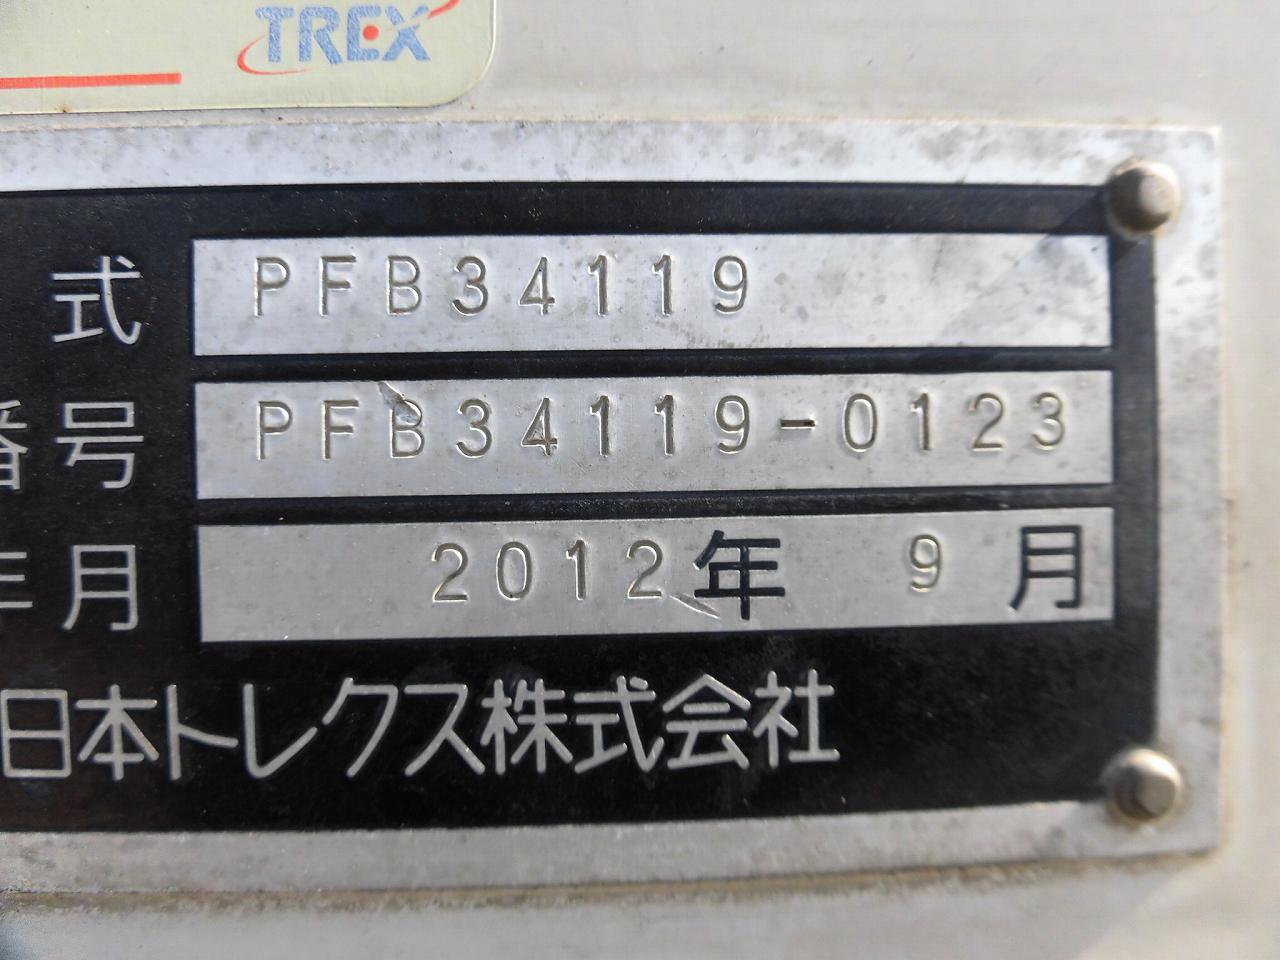 TREX
式 PFB34119
番号 PFB34119-0123
年月 2012年 9月
日本トレクス株式会社